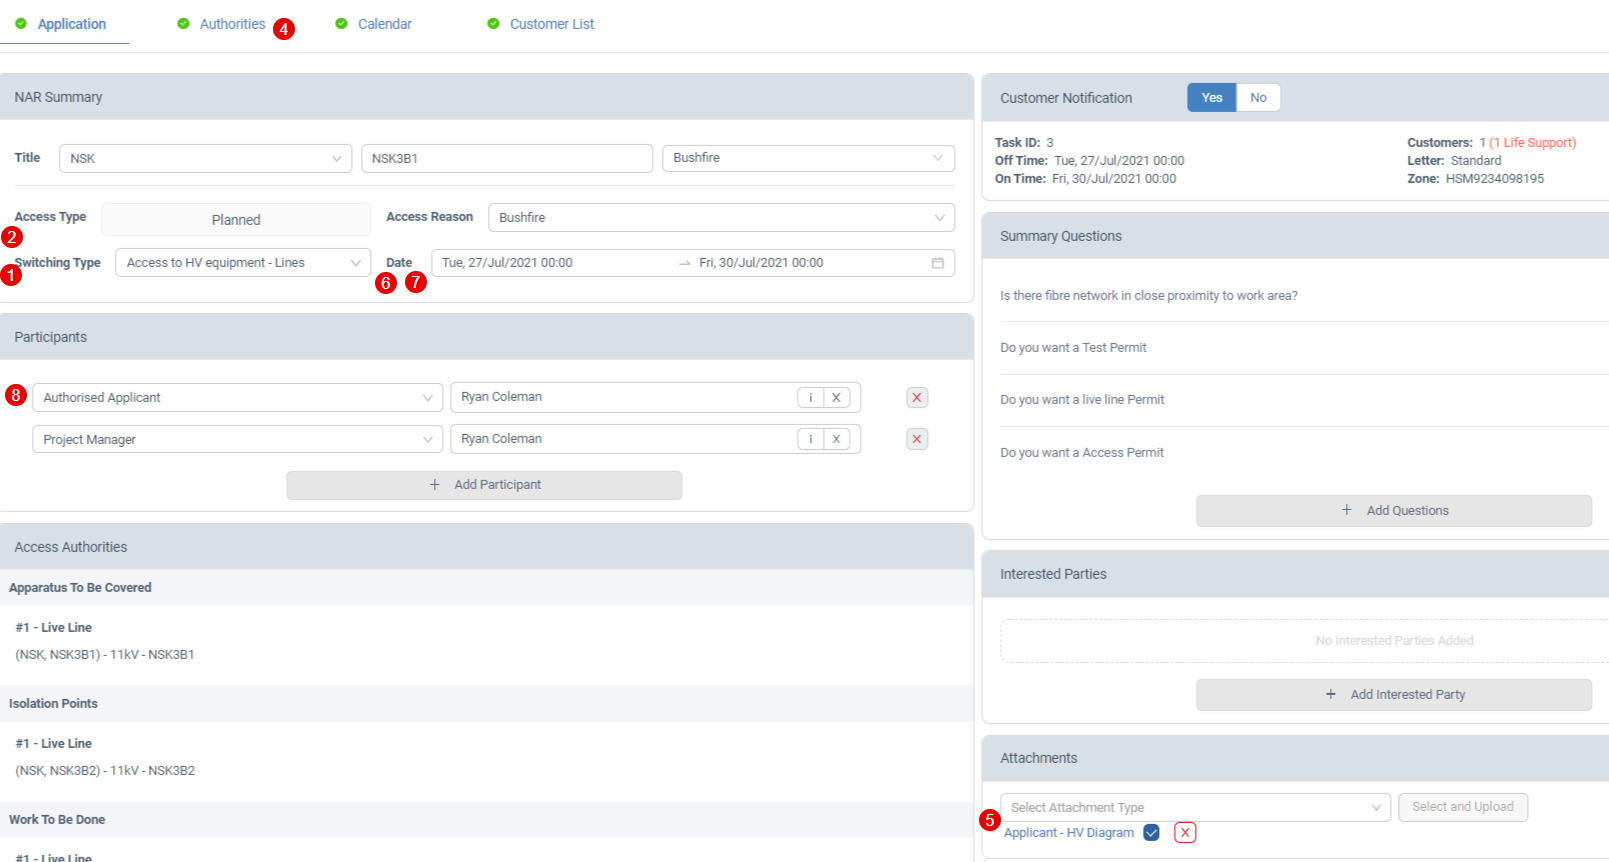 Application
Authorities 4
Calendar
Customer List
NAR Summary
Title NSK NSK3B1 Bushfire
Access Type Planned Access Reason Bushfire
2
Switching Type Access to HV equipment - Lines Date Tue, 27/Jul/2021 00:00 → Fri, 30/Jul/2021 00:00
1 6 7
Participants
8 Authorised Applicant Ryan Coleman i X X
Project Manager Ryan Coleman i X X
+ Add Participant
Access Authorities
Apparatus To Be Covered
#1 - Live Line
(NSK, NSK3B1) - 11kV - NSK3B1
Isolation Points
#1 - Live Line
(NSK, NSK3B2) - 11kV - NSK3B2
Work To Be Done
#1 - Live Line
Customer Notification Yes No
Task ID: 3
Off Time: Tue, 27/Jul/2021 00:00
On Time: Fri, 30/Jul/2021 00:00
Customers: 1 (1 Life Support)
Letter: Standard
Zone: HSM9234098195
Summary Questions
Is there fibre network in close proximity to work area?
Do you want a Test Permit
Do you want a live line Permit
Do you want a Access Permit
+ Add Questions
Interested Parties
No Interested Parties Added
+ Add Interested Party
Attachments
Select Attachment Type Select and Upload
5
Applicant - HV Diagram X